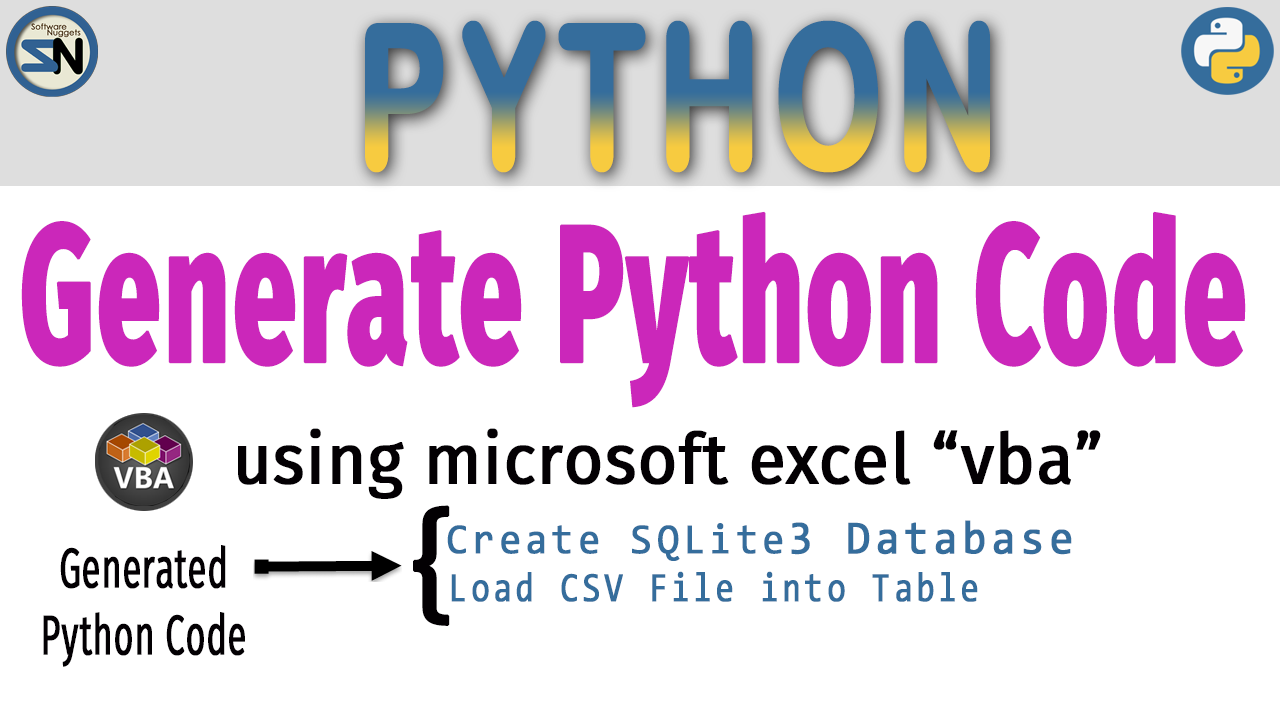 Software
Nuggets
SN
PYTHON
Generate Python Code
VBA
using microsoft excel “vba”
Generated
Python Code
Create SQLite3 Database
Load CSV File into Table